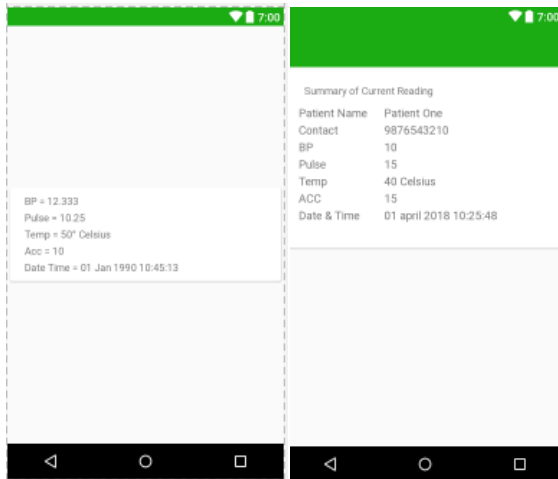 7:00
BP = 12.333
Pulse = 10.25
Temp = 50° Celsius
Acc = 10
Date Time = 01 Jan 1990 10:45:13
7:00
Summary of Current Reading
Patient Name Patient One
Contact 9876543210
BP 10
Pulse 15
Temp 40 Celsius
ACC 15
Date & Time 01 april 2018 10:25:48